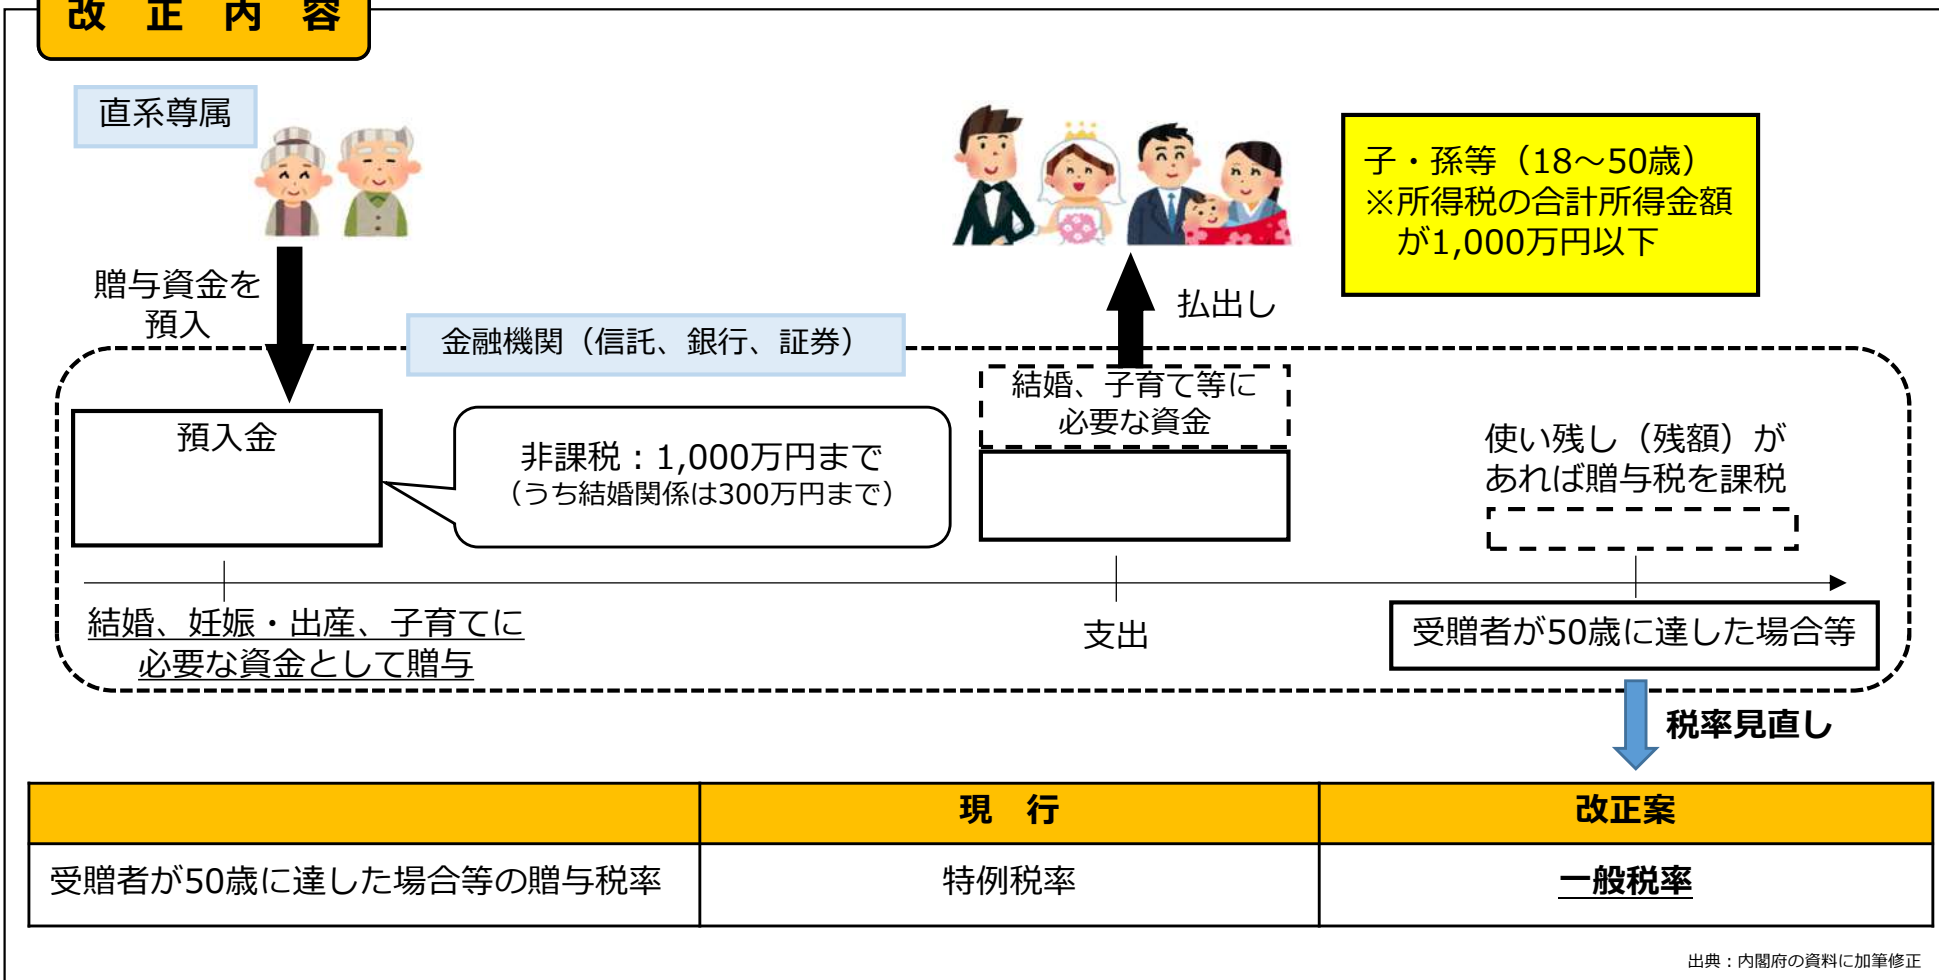 改 正 内 容
直系尊属
子・孫等（18～50歳）
※所得税の合計所得金額
が1,000万円以下
贈与資金を
預入
払出し
金融機関（信託、銀行、証券）
結婚、子育て等に
必要な資金
預入金
非課税：1,000万円まで
（うち結婚関係は300万円まで）
使い残し（残額）が
あれば贈与税を課税
結婚、妊娠・出産、子育てに
必要な資金として贈与
支出
受贈者が50歳に達した場合等
税率見直し
現 行
改正案
受贈者が50歳に達した場合等の贈与税率
特例税率
一般税率
出典：内閣府の資料に加筆修正